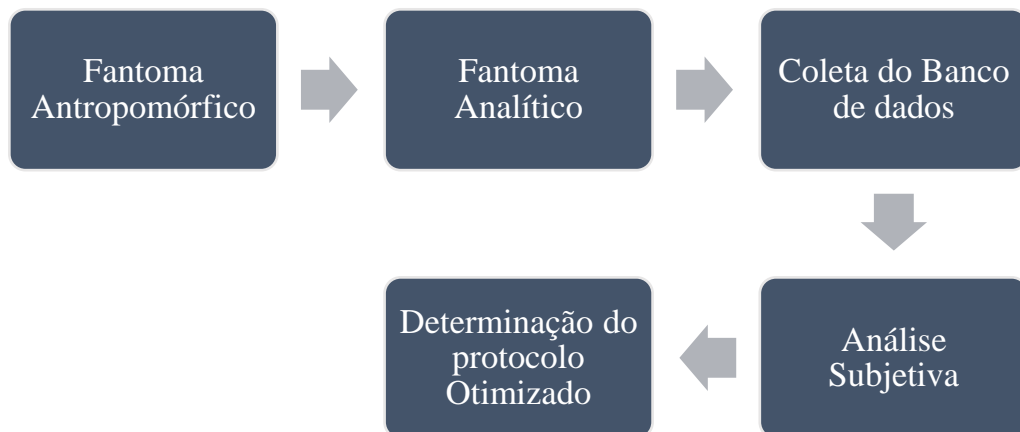 Fantoma
Antropomórfico
Fantoma
Analítico
Coleta do Banco
de dados
Análise
Subjetiva
Determinação do
protocolo
Otimizado